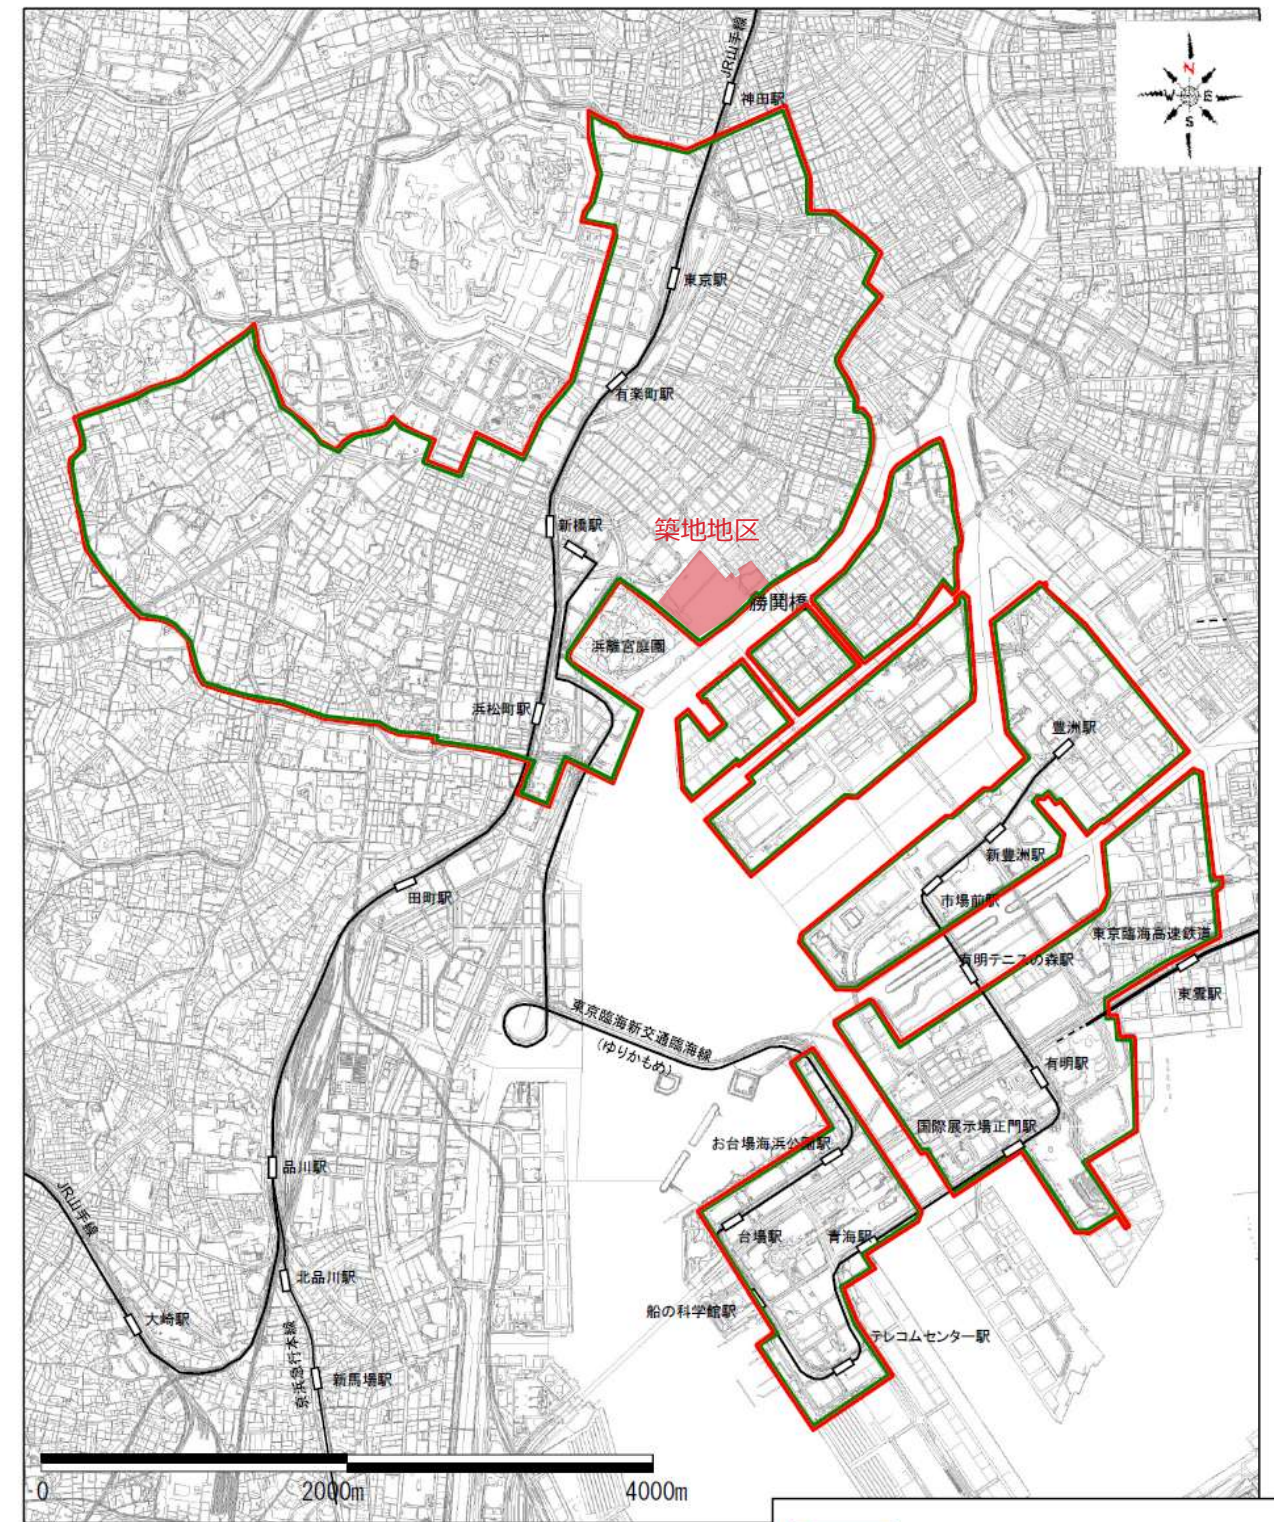 JR山手線
N
W
E
S
神田駅
東京駅
有楽町駅
新橋駅
築地地区
勝鬨橋
浜離宮庭園
浜松町駅
豊洲駅
新豊洲駅
市場前駅
田町駅
東京臨海高速鉄道
有明テニスの森駅
東雲駅
東京臨海新交通臨海線
(ゆりかもめ)
有明駅
国際展示場正門駅
お台場海浜公園駅
品川駅
JR山手線
台場駅
青海駅
北品川駅
船の科学館駅
大崎駅
テレコムセンター駅
京浜急行本線
新馬場駅
0
2000m
4000m